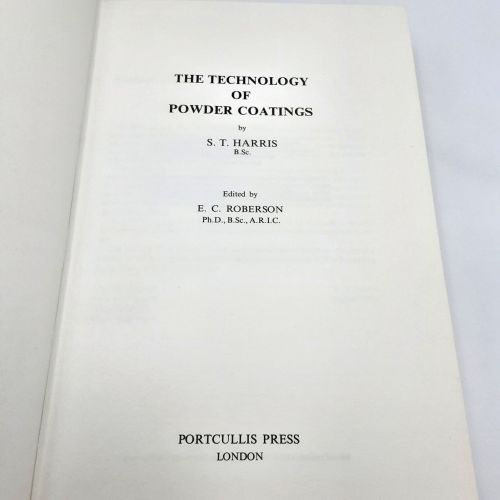 THE TECHNOLOGY
OF
POWDER COATINGS
by
S. T. HARRIS
B.Sc.
Edited by
E. C. ROBERSON
Ph.D., B.Sc., A.R.I.C.
PORTCULLIS PRESS
LONDON